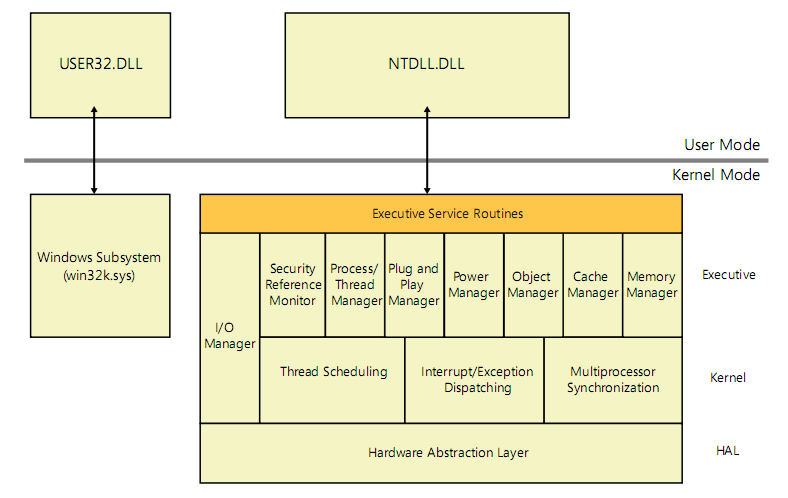 USER32.DLL
NTDLL.DLL
User Mode
Kernel Mode
Windows Subsystem
(win32k.sys)
Executive Service Routines
I/O
Manager
Security
Reference
Monitor
Process/
Thread
Manager
Plug and
Play
Manager
Power
Manager
Object
Manager
Cache
Manager
Memory
Manager
Executive
Thread Scheduling
Interrupt/Exception
Dispatching
Multiprocessor
Synchronization
Kernel
Hardware Abstraction Layer
HAL